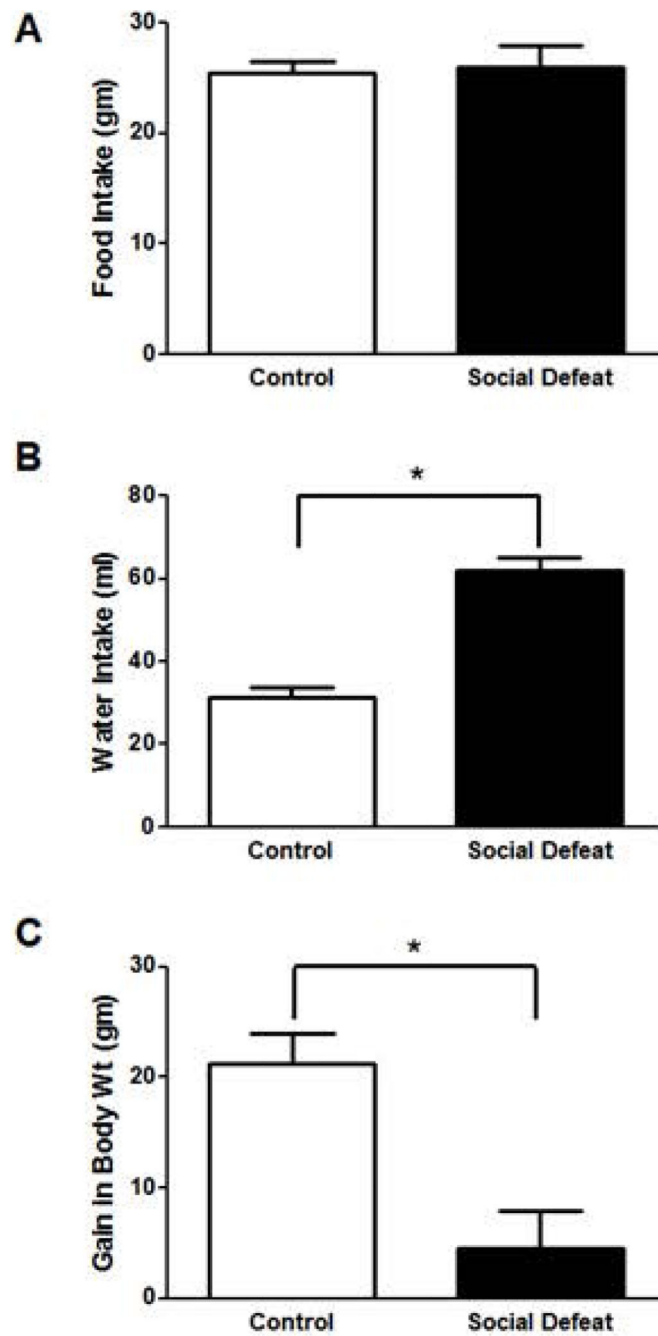 A
Food Intake (gm)
30
20
10
0
Control Social Defeat
B
*
Water Intake (ml)
80
60
40
20
0
Control Social Defeat
C
*
Gain In Body Wt (gm)
30
20
10
0
Control Social Defeat